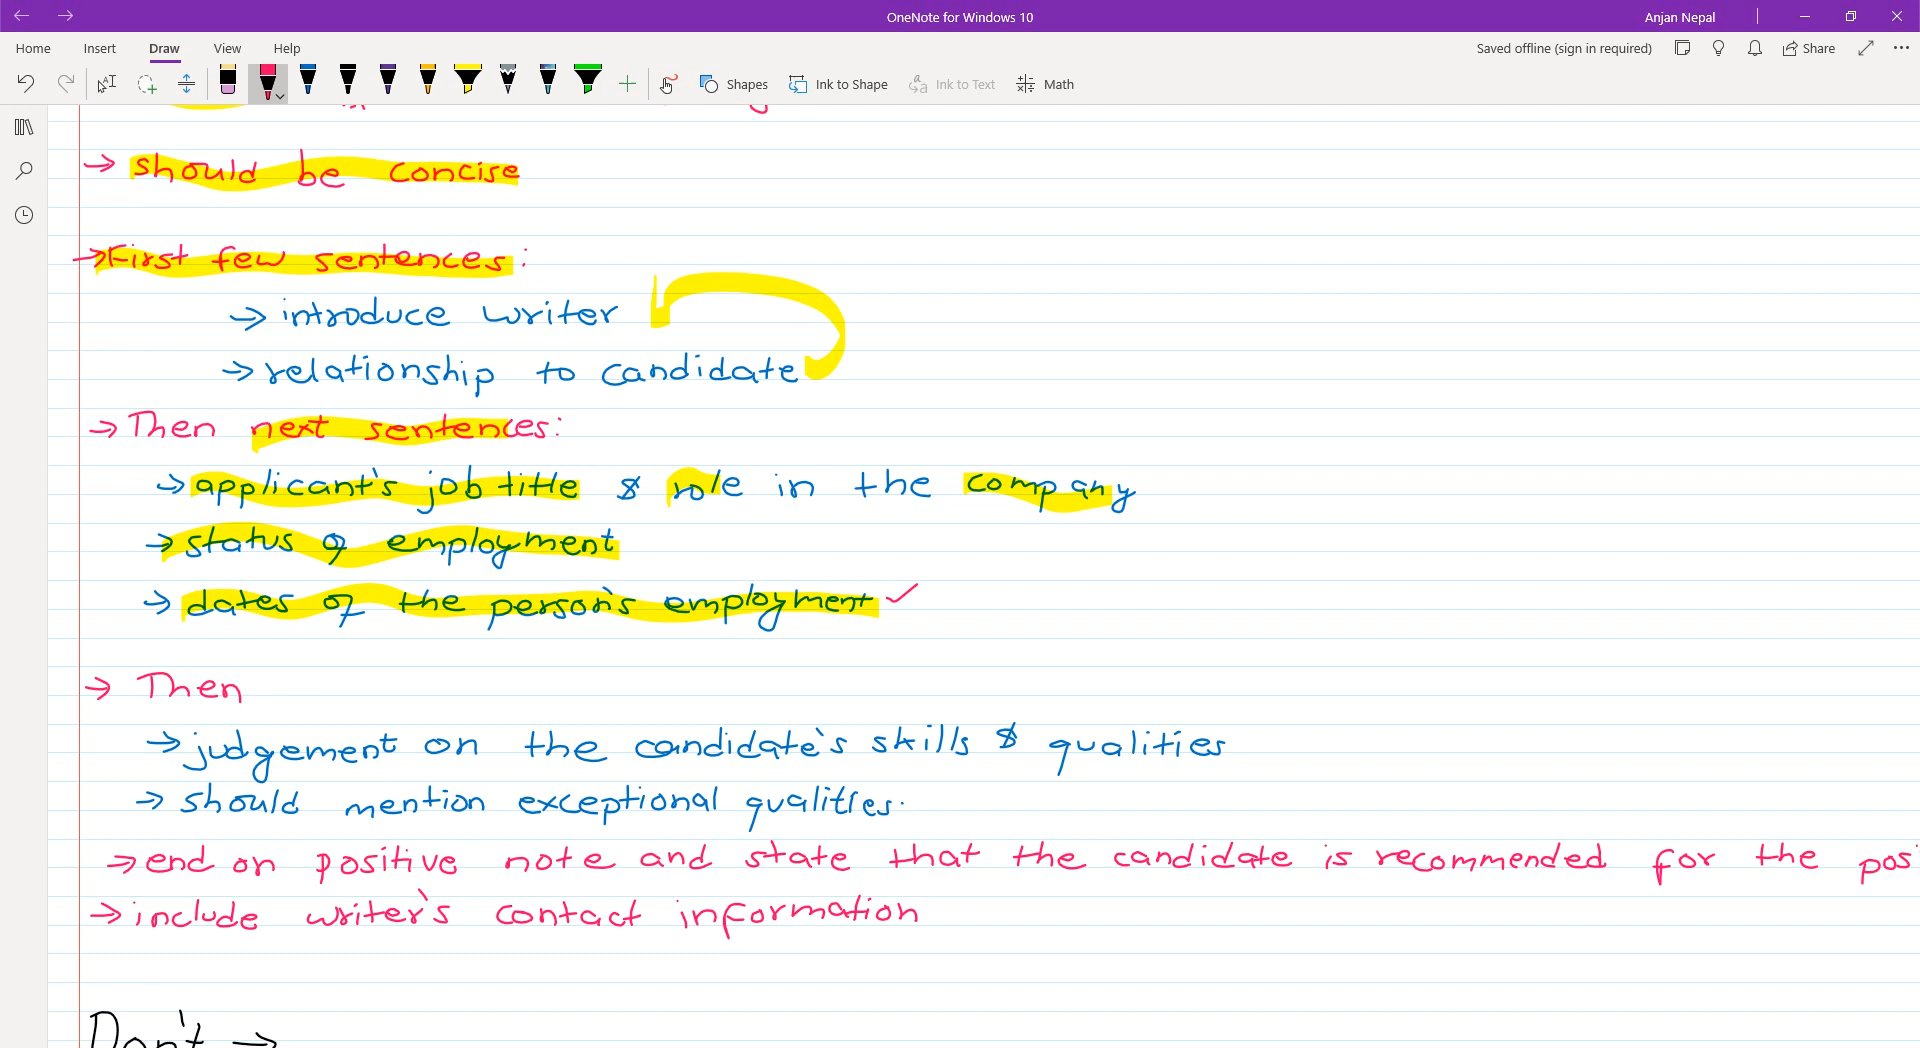 OneNote for Windows 10
Anjan Nepal
Home Insert Draw View Help
Saved offline (sign in required) Share
Shapes Ink to Shape Ink to Text Math
→ should be concise
→ First few sentences:
→ introduce writer
→ relationship to candidate
→ Then next sentences:
→ applicant's job title & role in the company
→ status of employment
→ dates of the person's employment ✓
→ Then
→ judgement on the candidate's skills & qualities
→ should mention exceptional qualities.
→ end on positive note and state that the candidate is recommended for the pos
→ include writer's contact information
Don't →